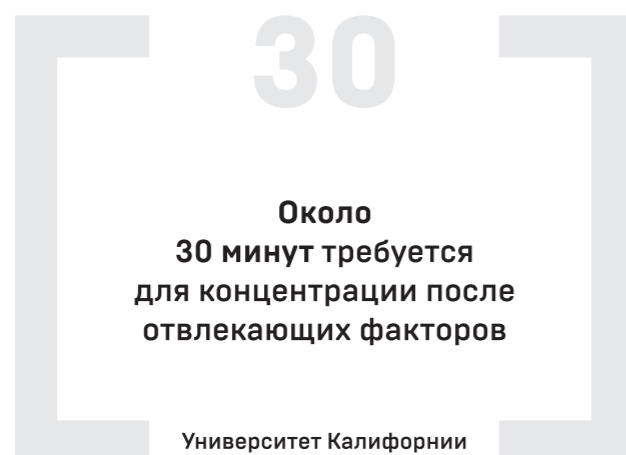 30
Около
30 минут требуется
для концентрации после
отвлекающих факторов
Университет Калифорнии